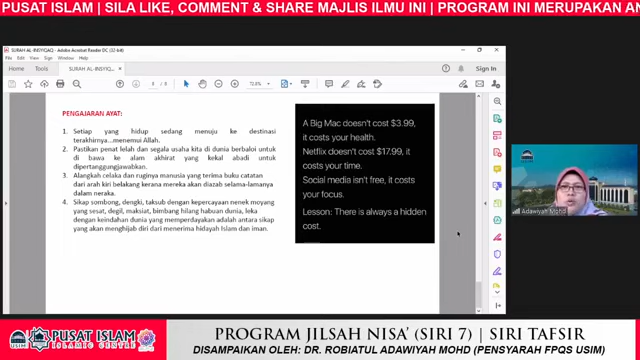 PUSAT ISLAM | SILA LIKE, COMMENT & SHARE MAJLIS ILMU INI | PROGRAM INI MERUPAKAN AN
SURAH AL-INSYIQAQ - Adobe Acrobat Reader DC (32-bit)
File Edit View Sign Window Help
Home Tools SURAH AL-INSYIQ...
Sign In
72.8%
PENGAJARAN AYAT:
1. Setiap yang hidup sedang menuju ke destinasi
terakhirnya...menemui Allah.
2. Pastikan penat lelah dan segala usaha kita di dunia berbaloi untuk
di bawa ke alam akhirat yang kekal abadi untuk
dipertanggungjawabkan.
3. Alangkah celaka dan ruginya manusia yang terima buku catatan
dari arah kiri belakang kerana mereka akan diazab selama-lamanya
dalam neraka.
4. Sikap sombong, dengki, taksub dengan kepercayaan nenek moyang
yang sesat, degil, maksiat, bimbang hilang habuan dunia, leka
dengan keindahan dunia yang memperdayakan adalah antara sikap
yang akan menghijab diri dari menerima hidayah Islam dan iman.
A Big Mac doesn't cost $3.99,
it costs your health.
Netflix doesn't cost $17.99, it
costs your time.
Social media isn't free, it costs
your focus.
Lesson: There is always a hidden
cost.
Adawiyah Mohd
USIM
PUSAT ISLAM
ISLAMIC CENTRE
PROGRAM JILSAH NISA' (SIRI 7) | SIRI TAFSIR
DISAMPAIKAN OLEH: DR. ROBIATUL ADAWIYAH MOHD (PENSYARAH FPQS USIM)